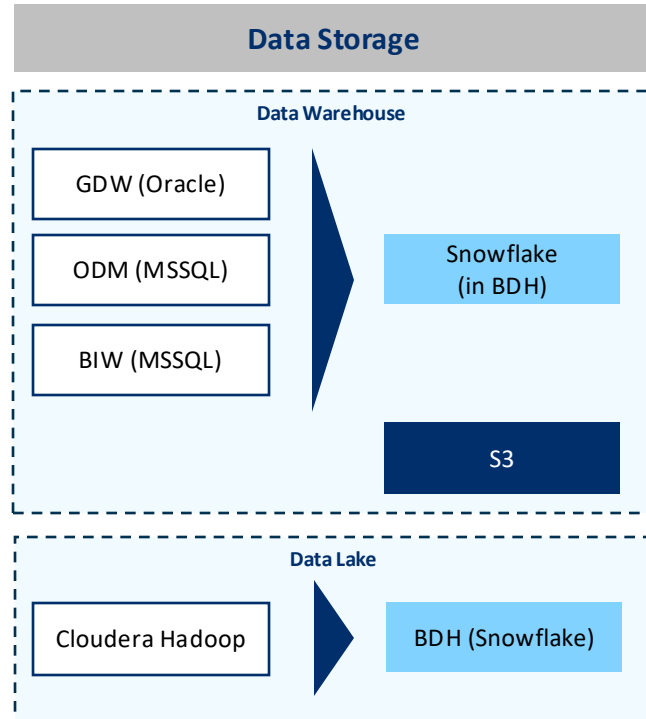 Data Storage
Data Warehouse
GDW (Oracle)
ODM (MSSQL)
BIW (MSSQL)
Snowflake
(in BDH)
S3
Data Lake
Cloudera Hadoop
BDH (Snowflake)